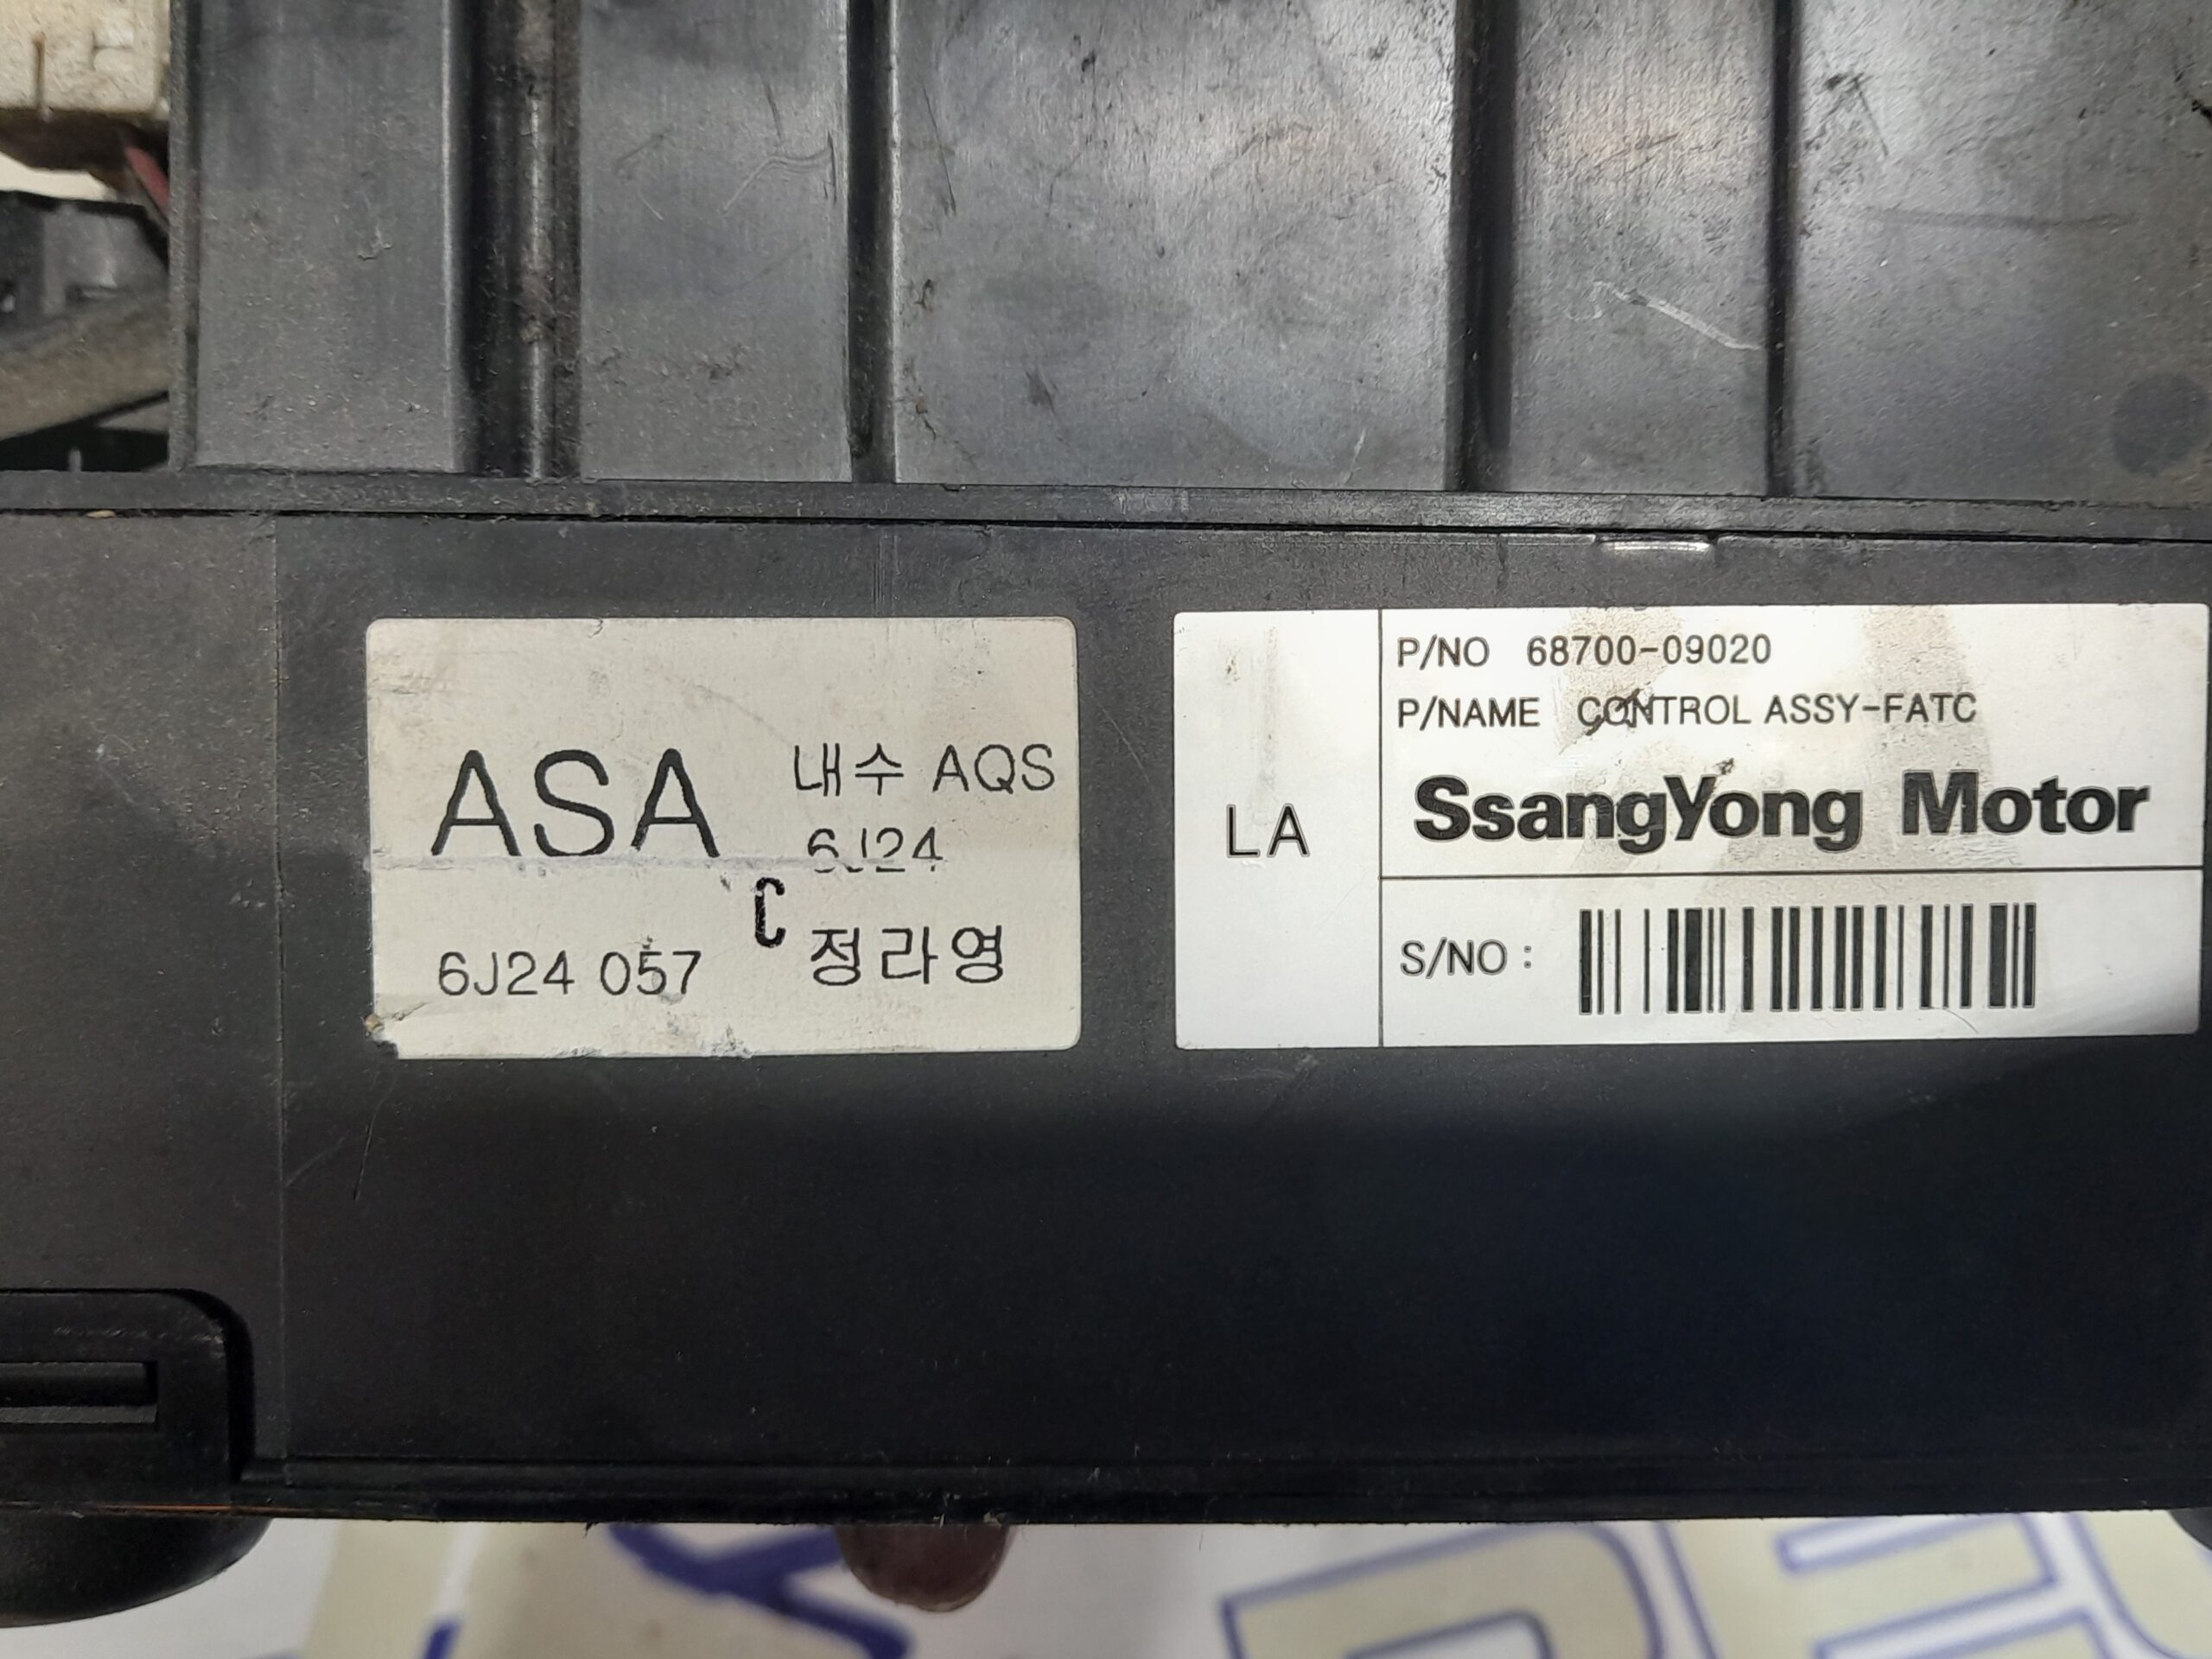 ASA
내수 AQS
6J24
C
6J24 057
정라영
LA
P/NO 68700-09020
P/NAME CONTROL ASSY-FATC
SsangYong Motor
S/NO :